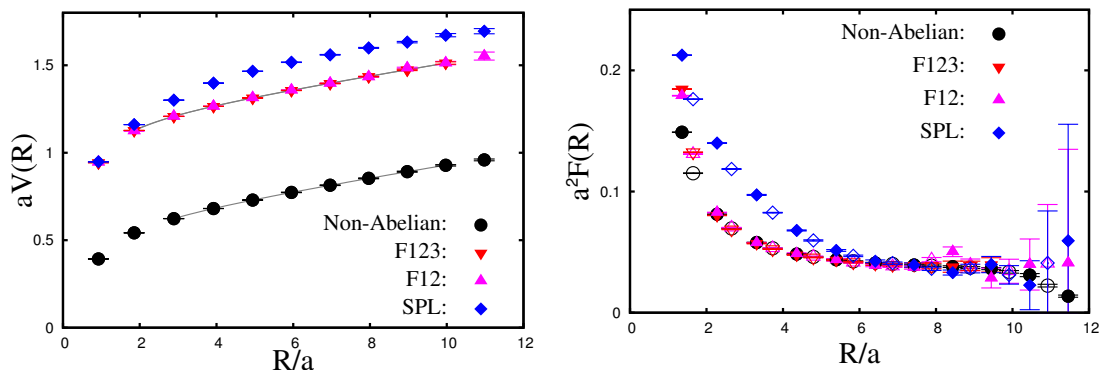 aV(R)
1.5
1
0.5
0
0 2 4 6 8 10 12
R/a
Non-Abelian:
F123:
F12:
SPL:
a²F(R)
0.2
0.1
0
0 2 4 6 8 10 12
R/a
Non-Abelian:
F123:
F12:
SPL: